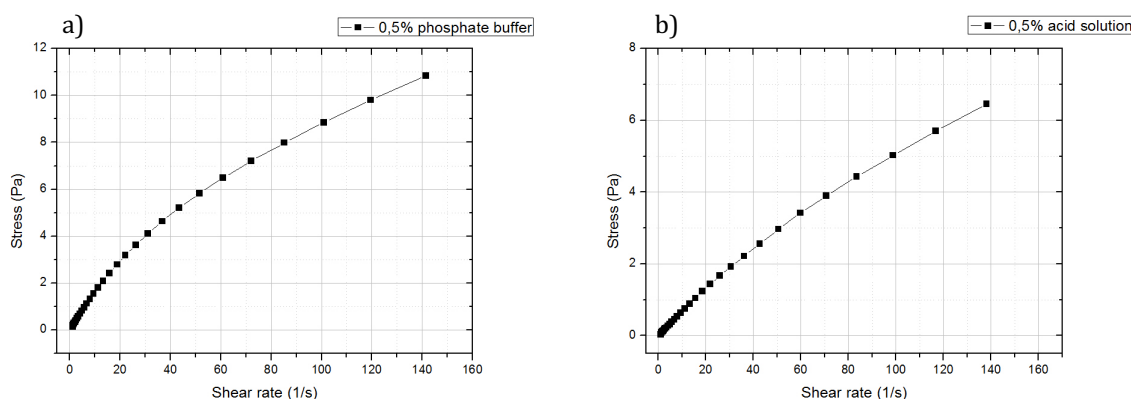 a)
0,5% phosphate buffer
12
10
8
6
4
2
0
0 20 40 60 80 100 120 140 160
Stress (Pa)
Shear rate (1/s)
b)
0,5% acid solution
8
6
4
2
0
0 20 40 60 80 100 120 140 160
Stress (Pa)
Shear rate (1/s)